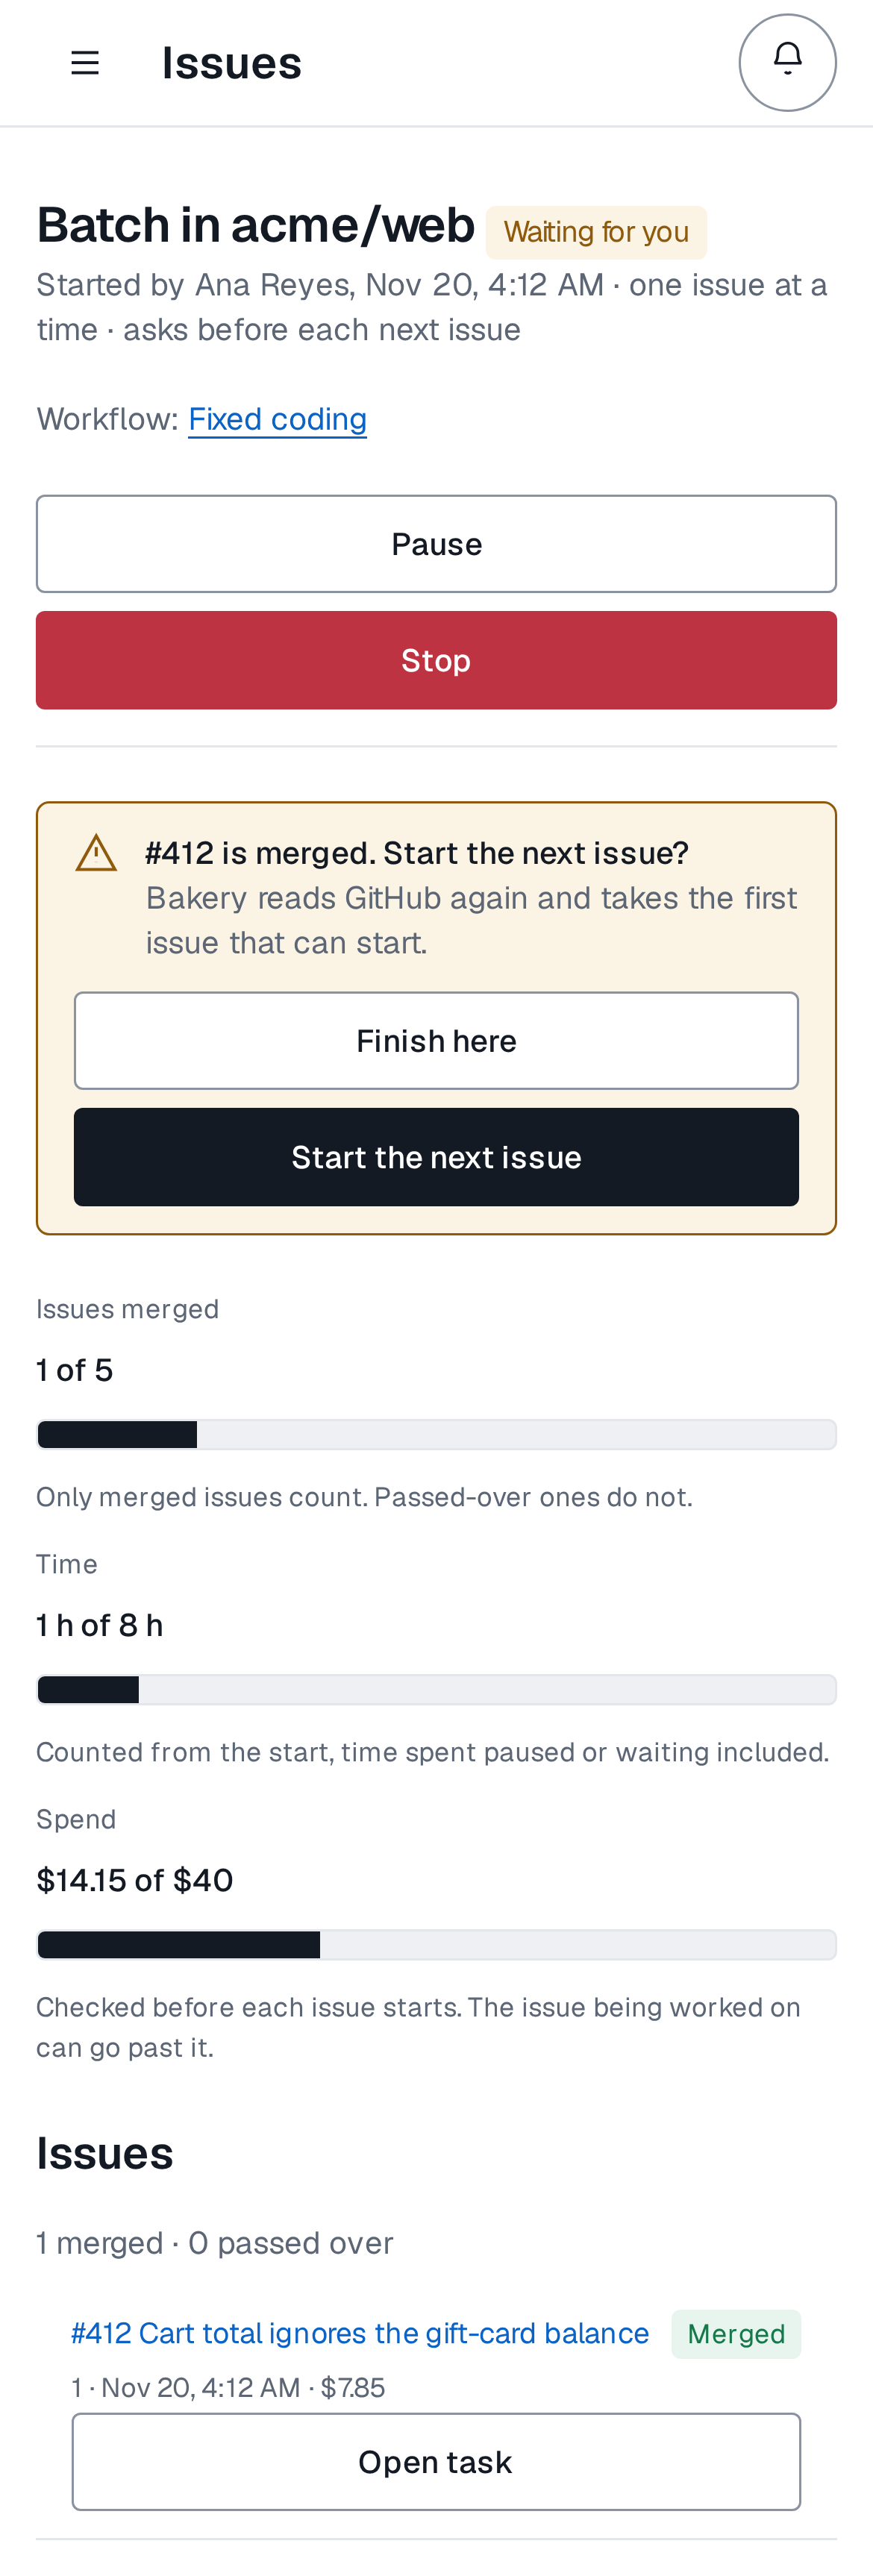 Issues
Batch in acme/web Waiting for you
Started by Ana Reyes, Nov 20, 4:12 AM · one issue at a
time · asks before each next issue
Workflow: Fixed coding
Pause
Stop
#412 is merged. Start the next issue?
Bakery reads GitHub again and takes the first
issue that can start.
Finish here
Start the next issue
Issues merged
1 of 5
Only merged issues count. Passed-over ones do not.
Time
1 h of 8 h
Counted from the start, time spent paused or waiting included.
Spend
$14.15 of $40
Checked before each issue starts. The issue being worked on
can go past it.
Issues
1 merged · 0 passed over
#412 Cart total ignores the gift-card balance Merged
1 · Nov 20, 4:12 AM · $7.85
Open task